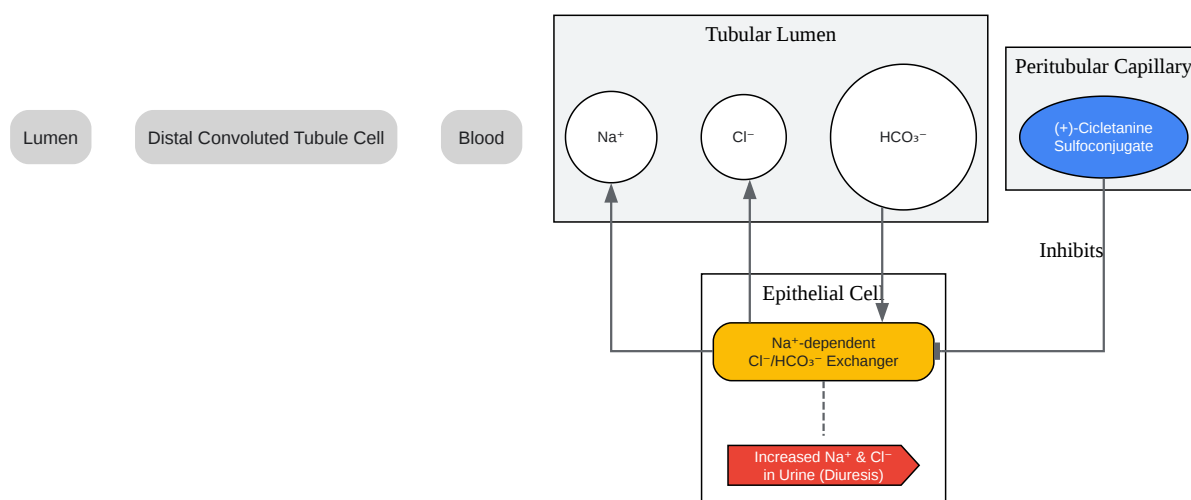 Lumen
Distal Convoluted Tubule Cell
Blood
Tubular Lumen
Na⁺
Cl⁻
HCO₃⁻
Peritubular Capillary
(+)-Cicletanine
Sulfoconjugate
Inhibits
Epithelial Cell
Na⁺-dependent
Cl⁻/HCO₃⁻ Exchanger
Increased Na⁺ & Cl⁻
in Urine (Diuresis)